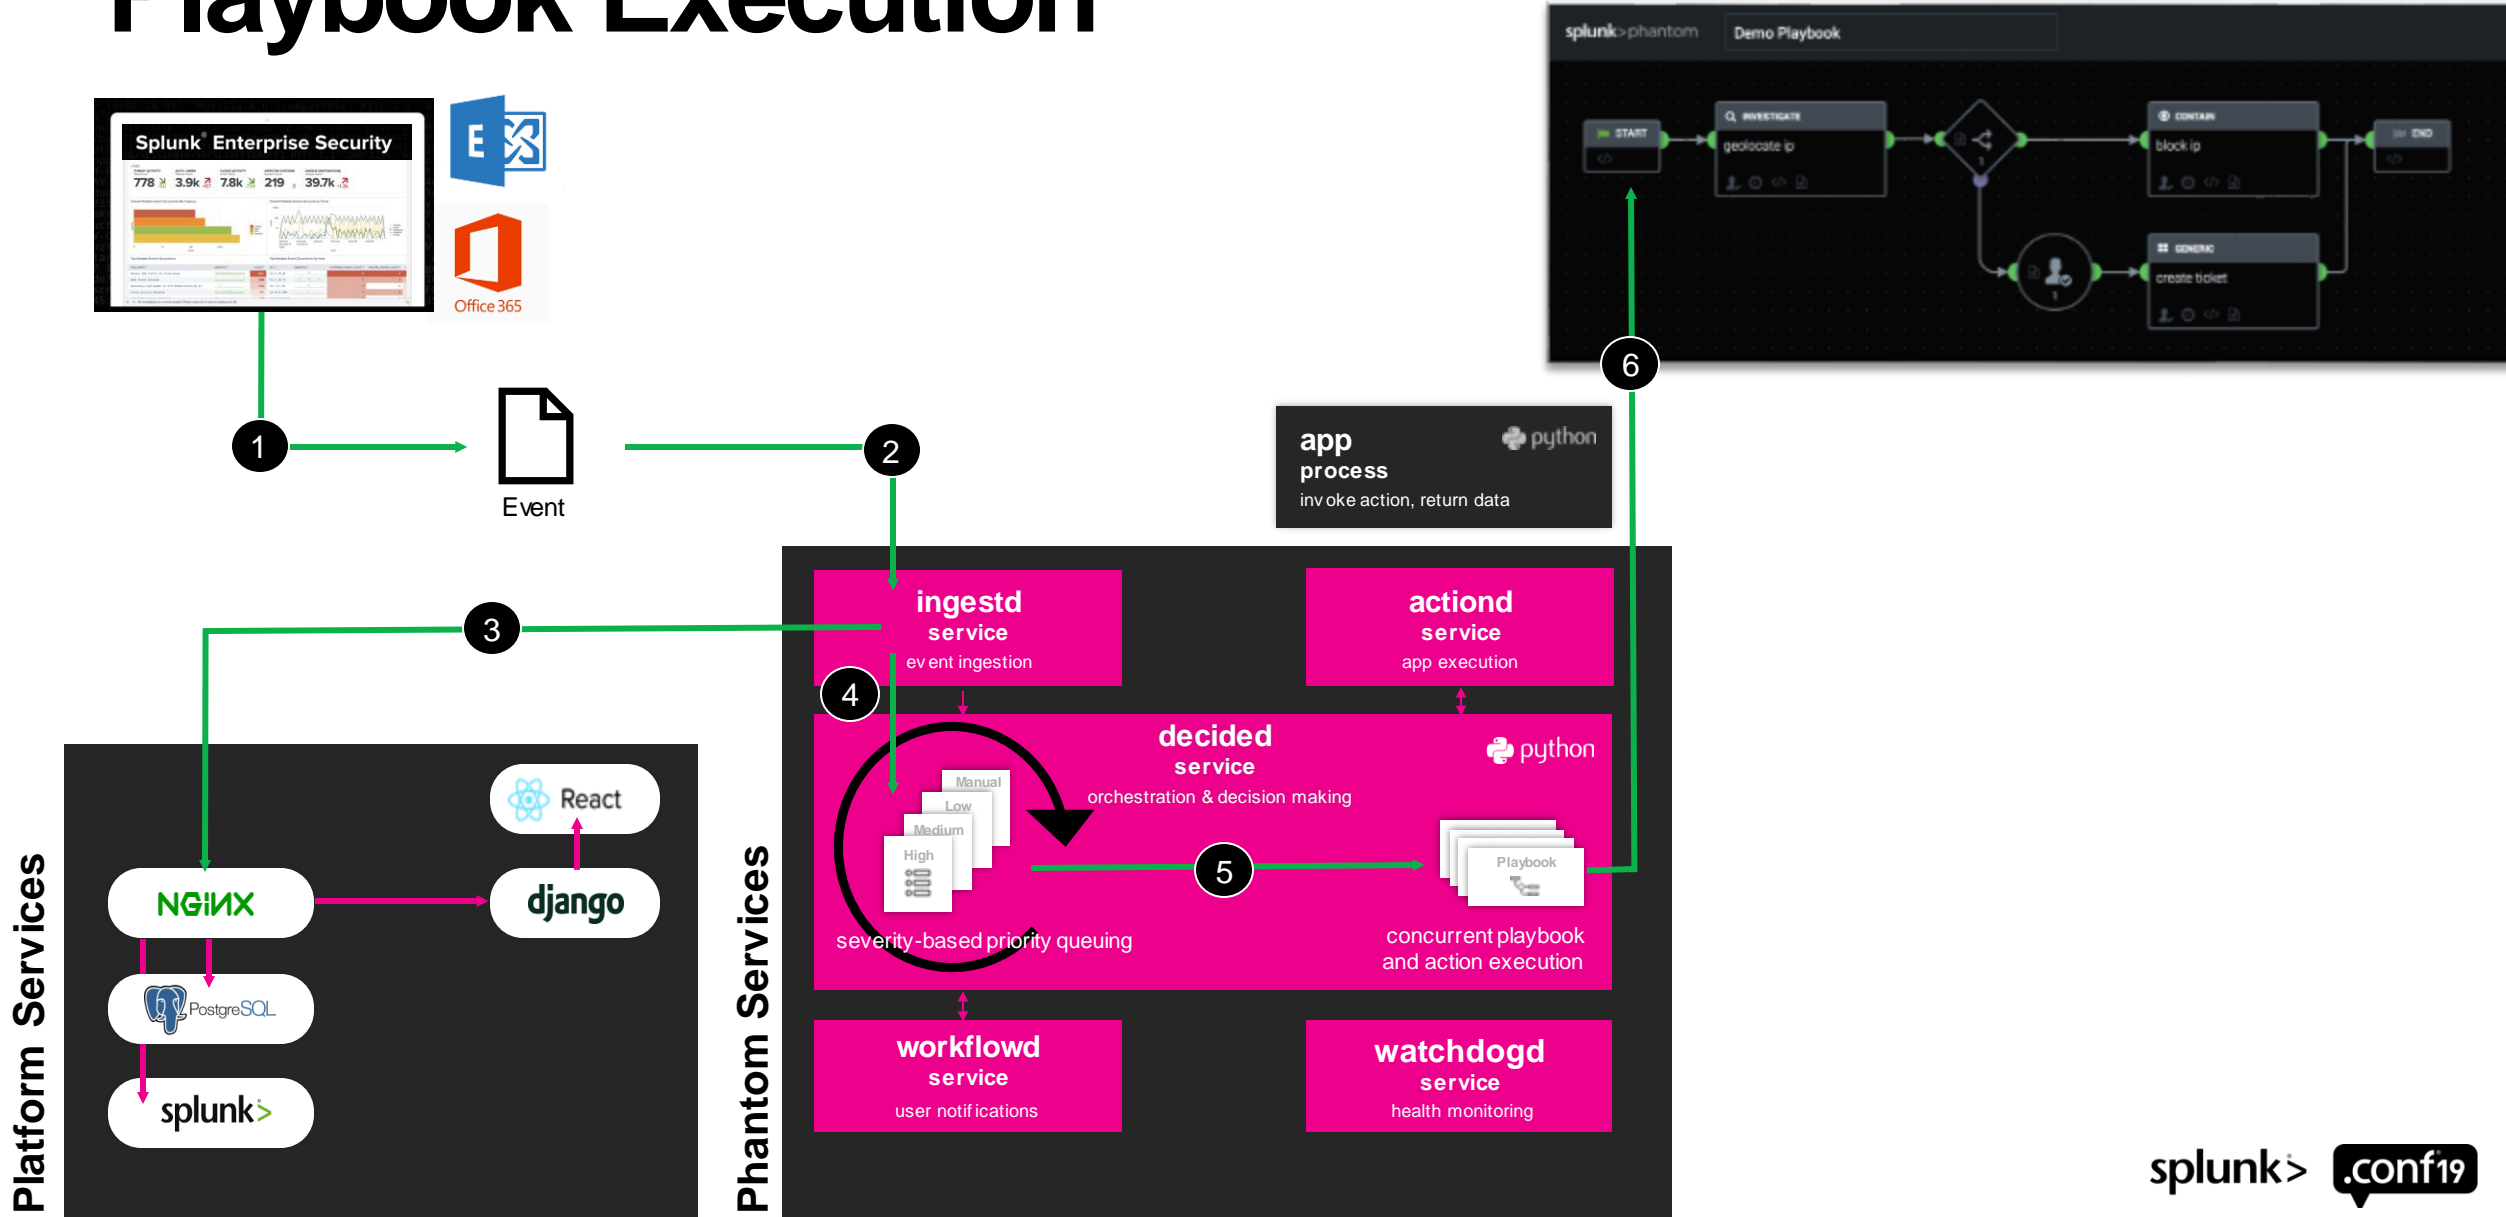 Playbook Execution
splunk>phantom
Demo Playbook
START
INVESTIGATE
geolocate ip
1
CONTAIN
block ip
END
1
GENERIC
create ticket
Splunk® Enterprise Security
778
3.9k
7.8k
219
39.7k
E
Office 365
1
Event
2
6
app
process
invoke action, return data
python
3
ingestd
service
event ingestion
actiond
service
app execution
4
decided
service
orchestration & decision making
python
Manual
Low
Medium
High
5
Playbook
severity-based priority queuing
concurrent playbook
and action execution
workflowd
service
user notifications
watchdogd
service
health monitoring
Phantom Services
Platform Services
React
NGINX
django
PostgreSQL
splunk>
splunk>
.conf19